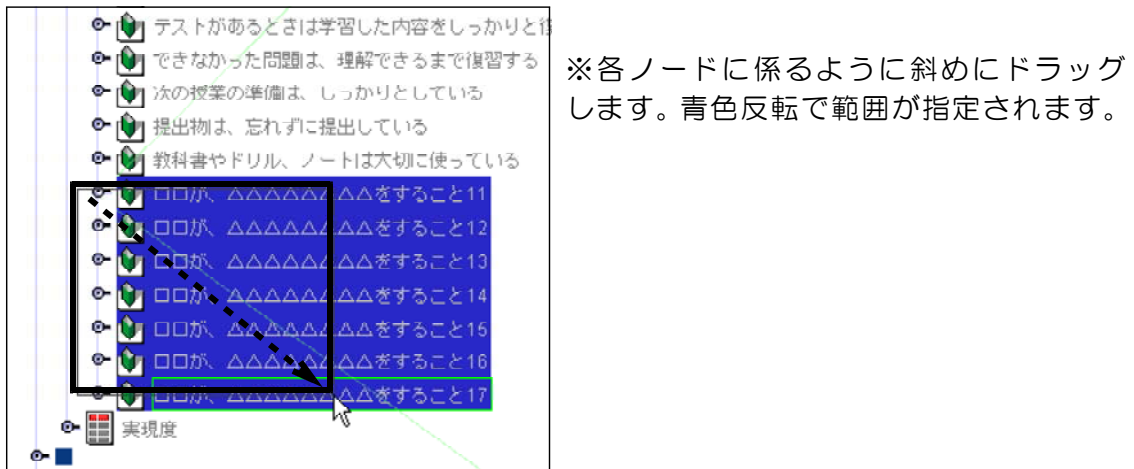 テストがあるときは学習した内容をしっかりと
できなかった問題は、理解できるまで復習する
次の授業の準備は、しっかりとしている
提出物は、忘れずに提出している
教科書やドリル、ノートは大切に使っている
□□が、△△△△△△△△をすること11
□□が、△△△△△△△△をすること12
□□が、△△△△△△△△をすること13
□□が、△△△△△△△△をすること14
□□が、△△△△△△△△をすること15
□□が、△△△△△△△△をすること16
□□が、△△△△△△△△をすること17
実現度
※各ノードに係るように斜めにドラッグ
します。青色反転で範囲が指定されます。